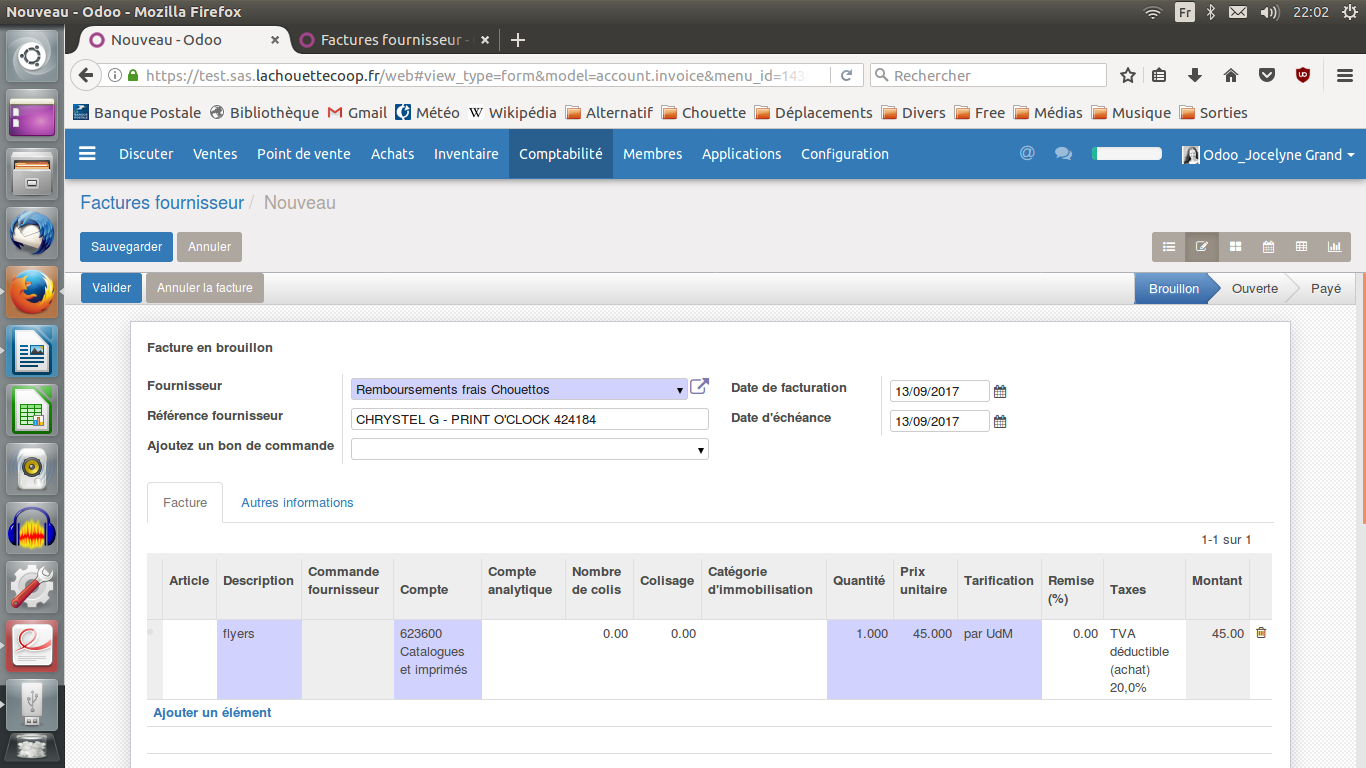 Nouveau - Odoo - Mozilla Firefox
Fr
22:02
Nouveau - Odoo
Factures fournisseur -
https://test.sas.lachouettecoop.fr/web#view_type=form&model=account.invoice&menu_id=143
Rechercher
Banque Postale
Bibliothèque
Gmail
Météo
Wikipédia
Alternatif
Chouette
Déplacements
Divers
Free
Médias
Musique
Sorties
Discuter
Ventes
Point de vente
Achats
Inventaire
Comptabilité
Membres
Applications
Configuration
@
Odoo_Jocelyne Grand
Factures fournisseur / Nouveau
Sauvegarder
Annuler
Valider
Annuler la facture
Brouillon
Ouverte
Payé
Facture en brouillon
Fournisseur
Remboursements frais Chouettos
Date de facturation
13/09/2017
Référence fournisseur
CHRYSTEL G - PRINT O'CLOCK 424184
Date d'échéance
13/09/2017
Ajoutez un bon de commande
Facture
Autres informations
1-1 sur 1
Article
Description
Commande
fournisseur
Compte
Compte
analytique
Nombre
de colis
Colisage
Catégorie
d'immobilisation
Quantité
Prix
unitaire
Tarification
Remise
(%)
Taxes
Montant
flyers
623600
Catalogues
et imprimés
0.00
0.00
1.000
45.000
par UdM
0.00
TVA
déductible
(achat)
20,0%
45.00
Ajouter un élément